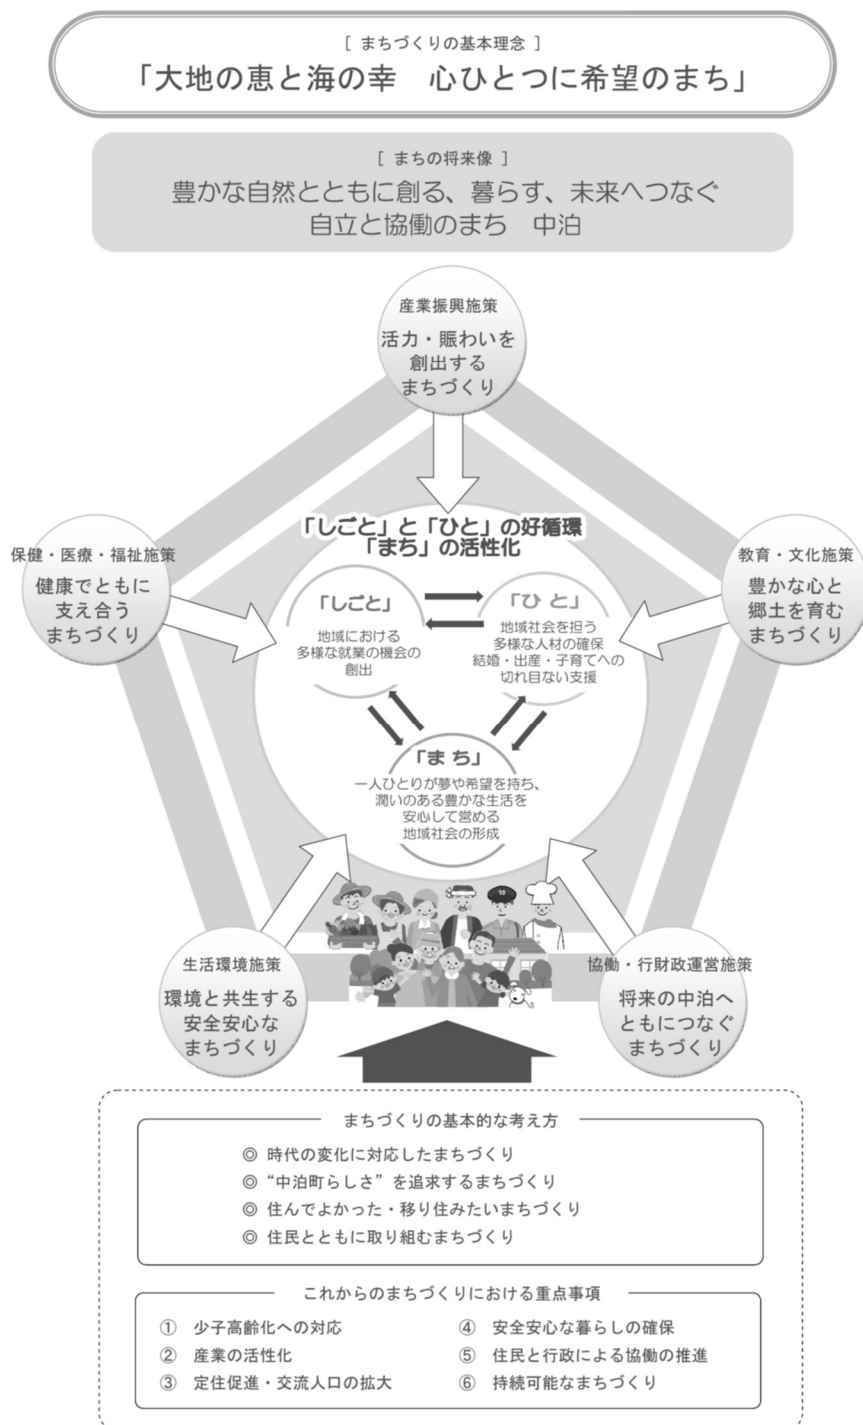 [ まちづくりの基本理念 ]
「大地の恵と海の幸　心ひとつに希望のまち」
[ まちの将来像 ]
豊かな自然とともに創る、暮らす、未来へつなぐ
自立と協働のまち　中泊
産業振興施策
活力・賑わいを
創出する
まちづくり
保健・医療・福祉施策
健康でともに
支え合う
まちづくり
教育・文化施策
豊かな心と
郷土を育む
まちづくり
「しごと」と「ひと」の好循環
「まち」の活性化
「しごと」
地域における
多様な就業の機会の
創出
「ひ と」
地域社会を担う
多様な人材の確保
結婚・出産・子育てへの
切れ目ない支援
「ま ち」
一人ひとりが夢や希望を持ち、
潤いのある豊かな生活を
安心して営める
地域社会の形成
生活環境施策
環境と共生する
安全安心な
まちづくり
協働・行財政運営施策
将来の中泊へ
ともにつなぐ
まちづくり
まちづくりの基本的な考え方
◎ 時代の変化に対応したまちづくり
◎ “中泊町らしさ” を追求するまちづくり
◎ 住んでよかった・移り住みたいまちづくり
◎ 住民とともに取り組むまちづくり
これからのまちづくりにおける重点事項
① 少子高齢化への対応
② 産業の活性化
③ 定住促進・交流人口の拡大
④ 安全安心な暮らしの確保
⑤ 住民と行政による協働の推進
⑥ 持続可能なまちづくり